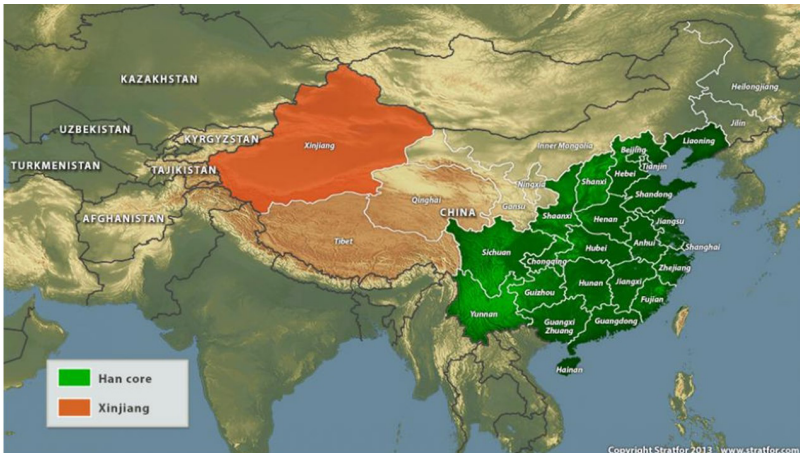 KAZAKHSTAN
UZBEKISTAN
KYRGYZSTAN
TURKMENISTAN
TAJIKISTAN
AFGHANISTAN
Xinjiang
Heilongjiang
Jilin
Liaoning
Inner Mongolia
Beijing
Tianjin
Hebei
Ningxia
Shanxi
Shandong
Qinghai
Gansu
CHINA
Shaanxi
Henan
Jiangsu
Tibet
Sichuan
Hubei
Anhui
Shanghai
Chongqing
Zhejiang
Hunan
Jiangxi
Guizhou
Fujian
Yunnan
Guangxi
Zhuang
Guangdong
Hainan
Han core
Xinjiang
Copyright Stratfor 2013 www.stratfor.com